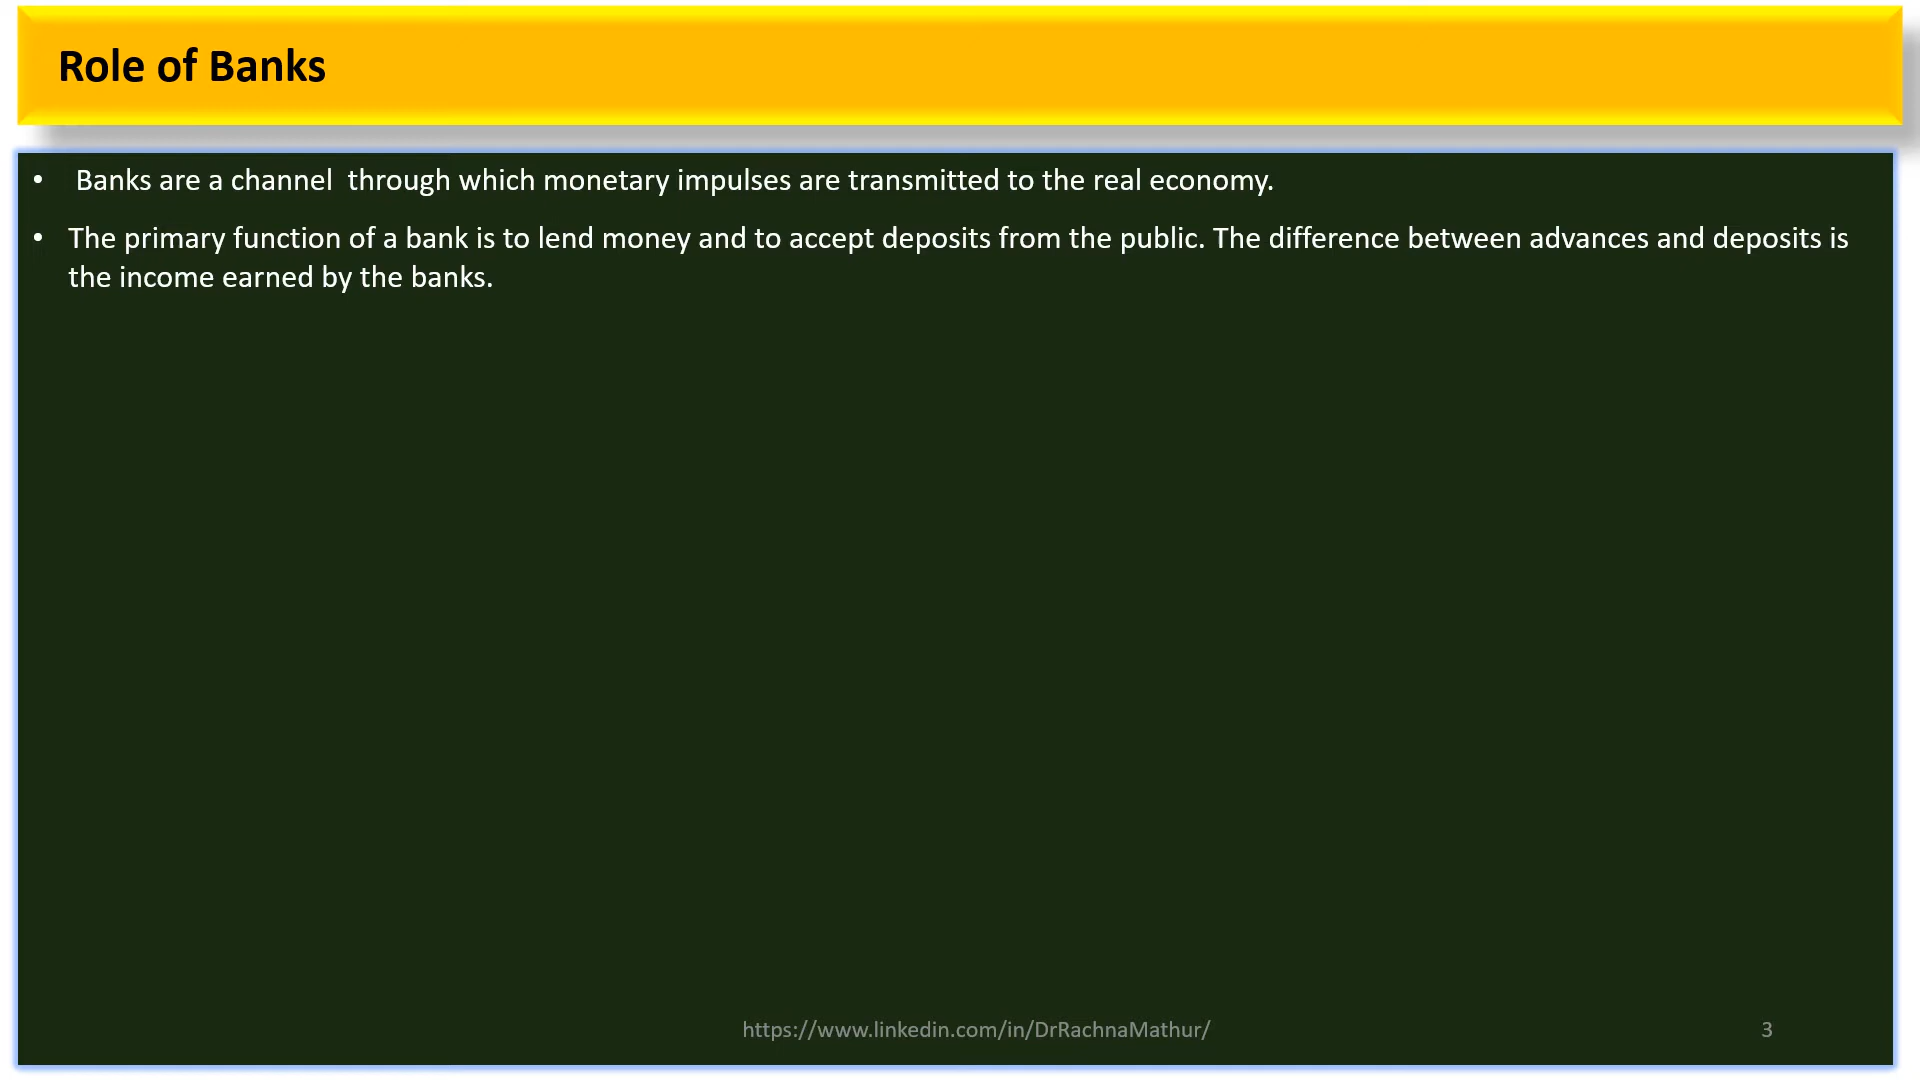 Role of Banks
• Banks are a channel  through which monetary impulses are transmitted to the real economy.
• The primary function of a bank is to lend money and to accept deposits from the public. The difference between advances and deposits is
the income earned by the banks.
https://www.linkedin.com/in/DrRachnaMathur/
3